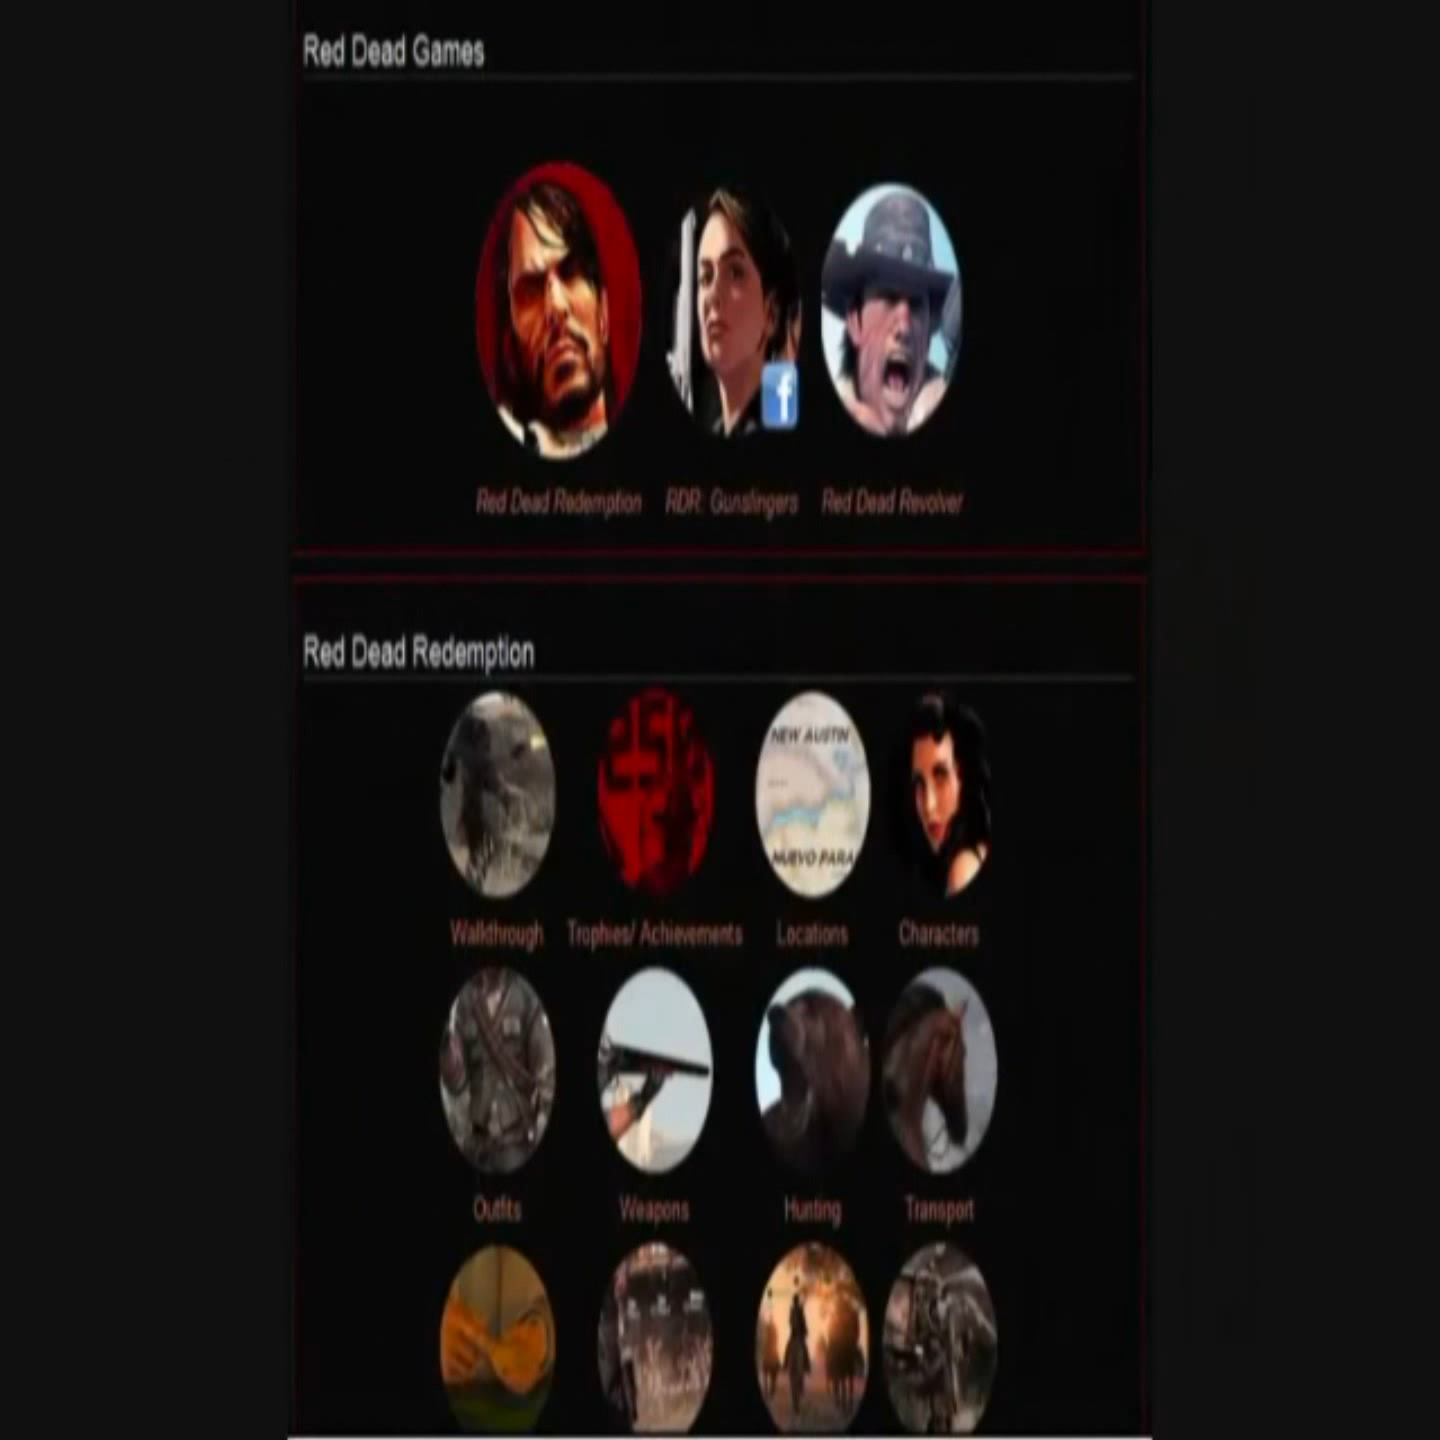 Red Dead Games
f
Red Dead Redemption RDR: Gunslingers Red Dead Revolver
Red Dead Redemption
NEW AUSTIN
NUEVO PARA
Walkthrough Trophies/ Achievements Locations Characters
Outfits Weapons Hunting Transport